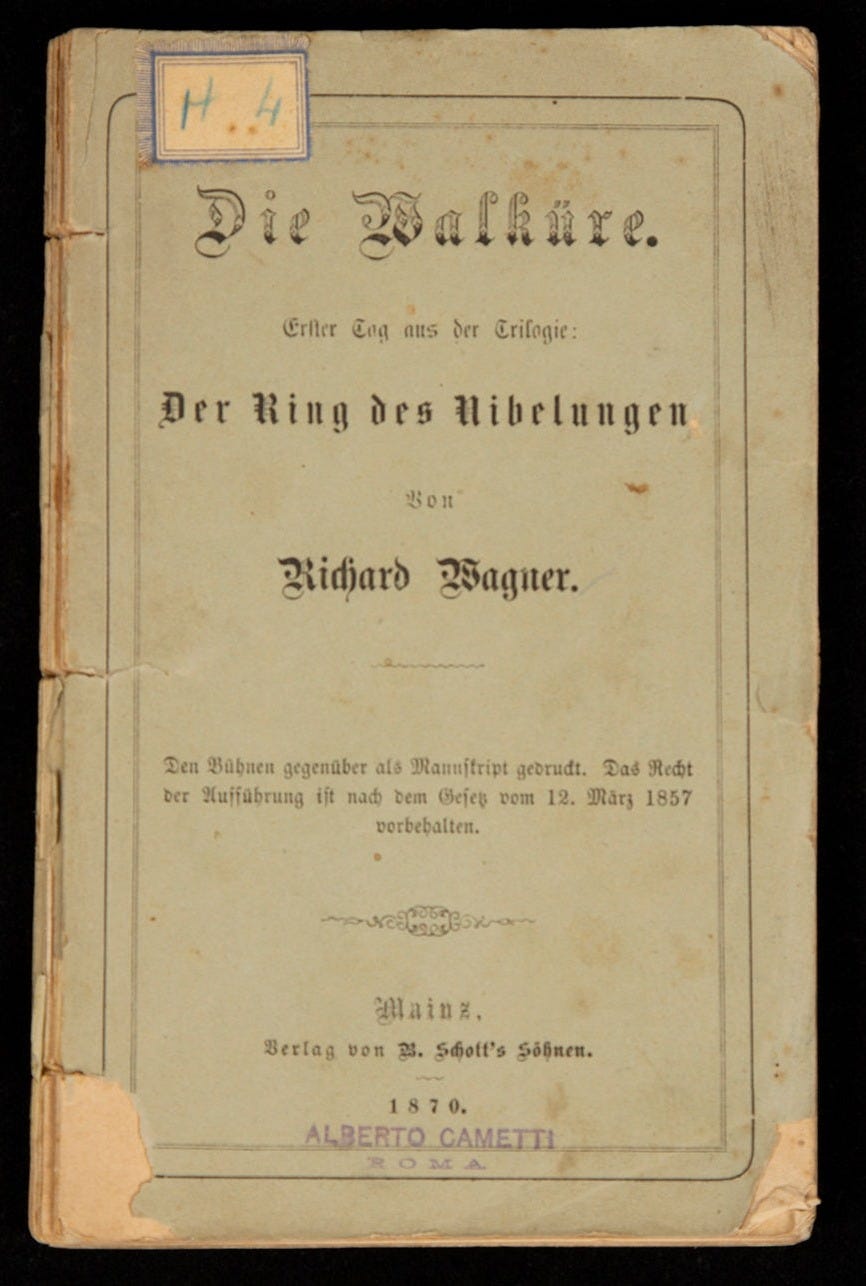 H 4
Die Walküre.
Erster Tag aus der Trilogie:
Der Ring des Nibelungen
Von
Richard Wagner.
Den Bühnen gegenüber als Manuskript gedruckt. Das Recht
der Aufführung ist nach dem Gesetz vom 12. März 1857
vorbehalten.
Mainz,
Verlag von B. Schott's Söhnen.
1870.
ALBERTO CAMETTI
ROMA